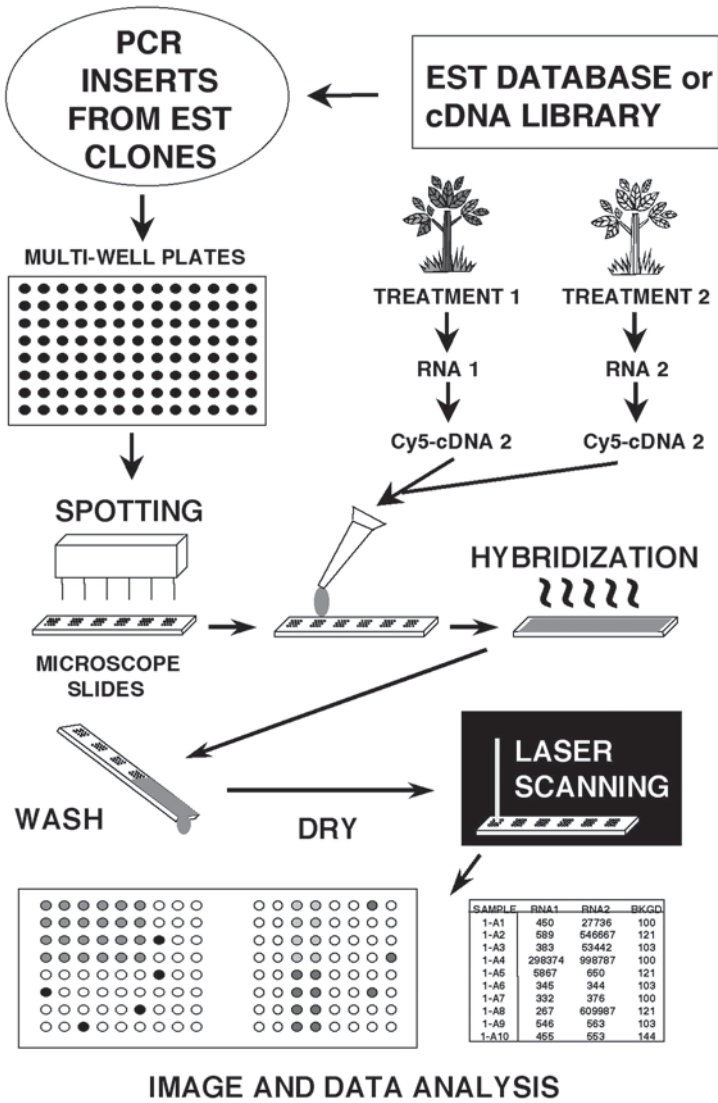 PCR
INSERTS
FROM EST
CLONES
EST DATABASE or
cDNA LIBRARY
MULTI-WELL PLATES
TREATMENT 1
TREATMENT 2
RNA 1
RNA 2
Cy5-cDNA 2
Cy5-cDNA 2
SPOTTING
HYBRIDIZATION
MICROSCOPE
SLIDES
WASH
DRY
LASER
SCANNING
SAMPLE RNA1 RNA2 BKGD
1-A1 450 27736 100
1-A2 589 546667 121
1-A3 383 53442 103
1-A4 298374 998787 100
1-A5 5867 650 121
1-A6 345 344 103
1-A7 332 376 100
1-A8 267 609987 121
1-A9 546 563 103
1-A10 455 553 144
IMAGE AND DATA ANALYSIS